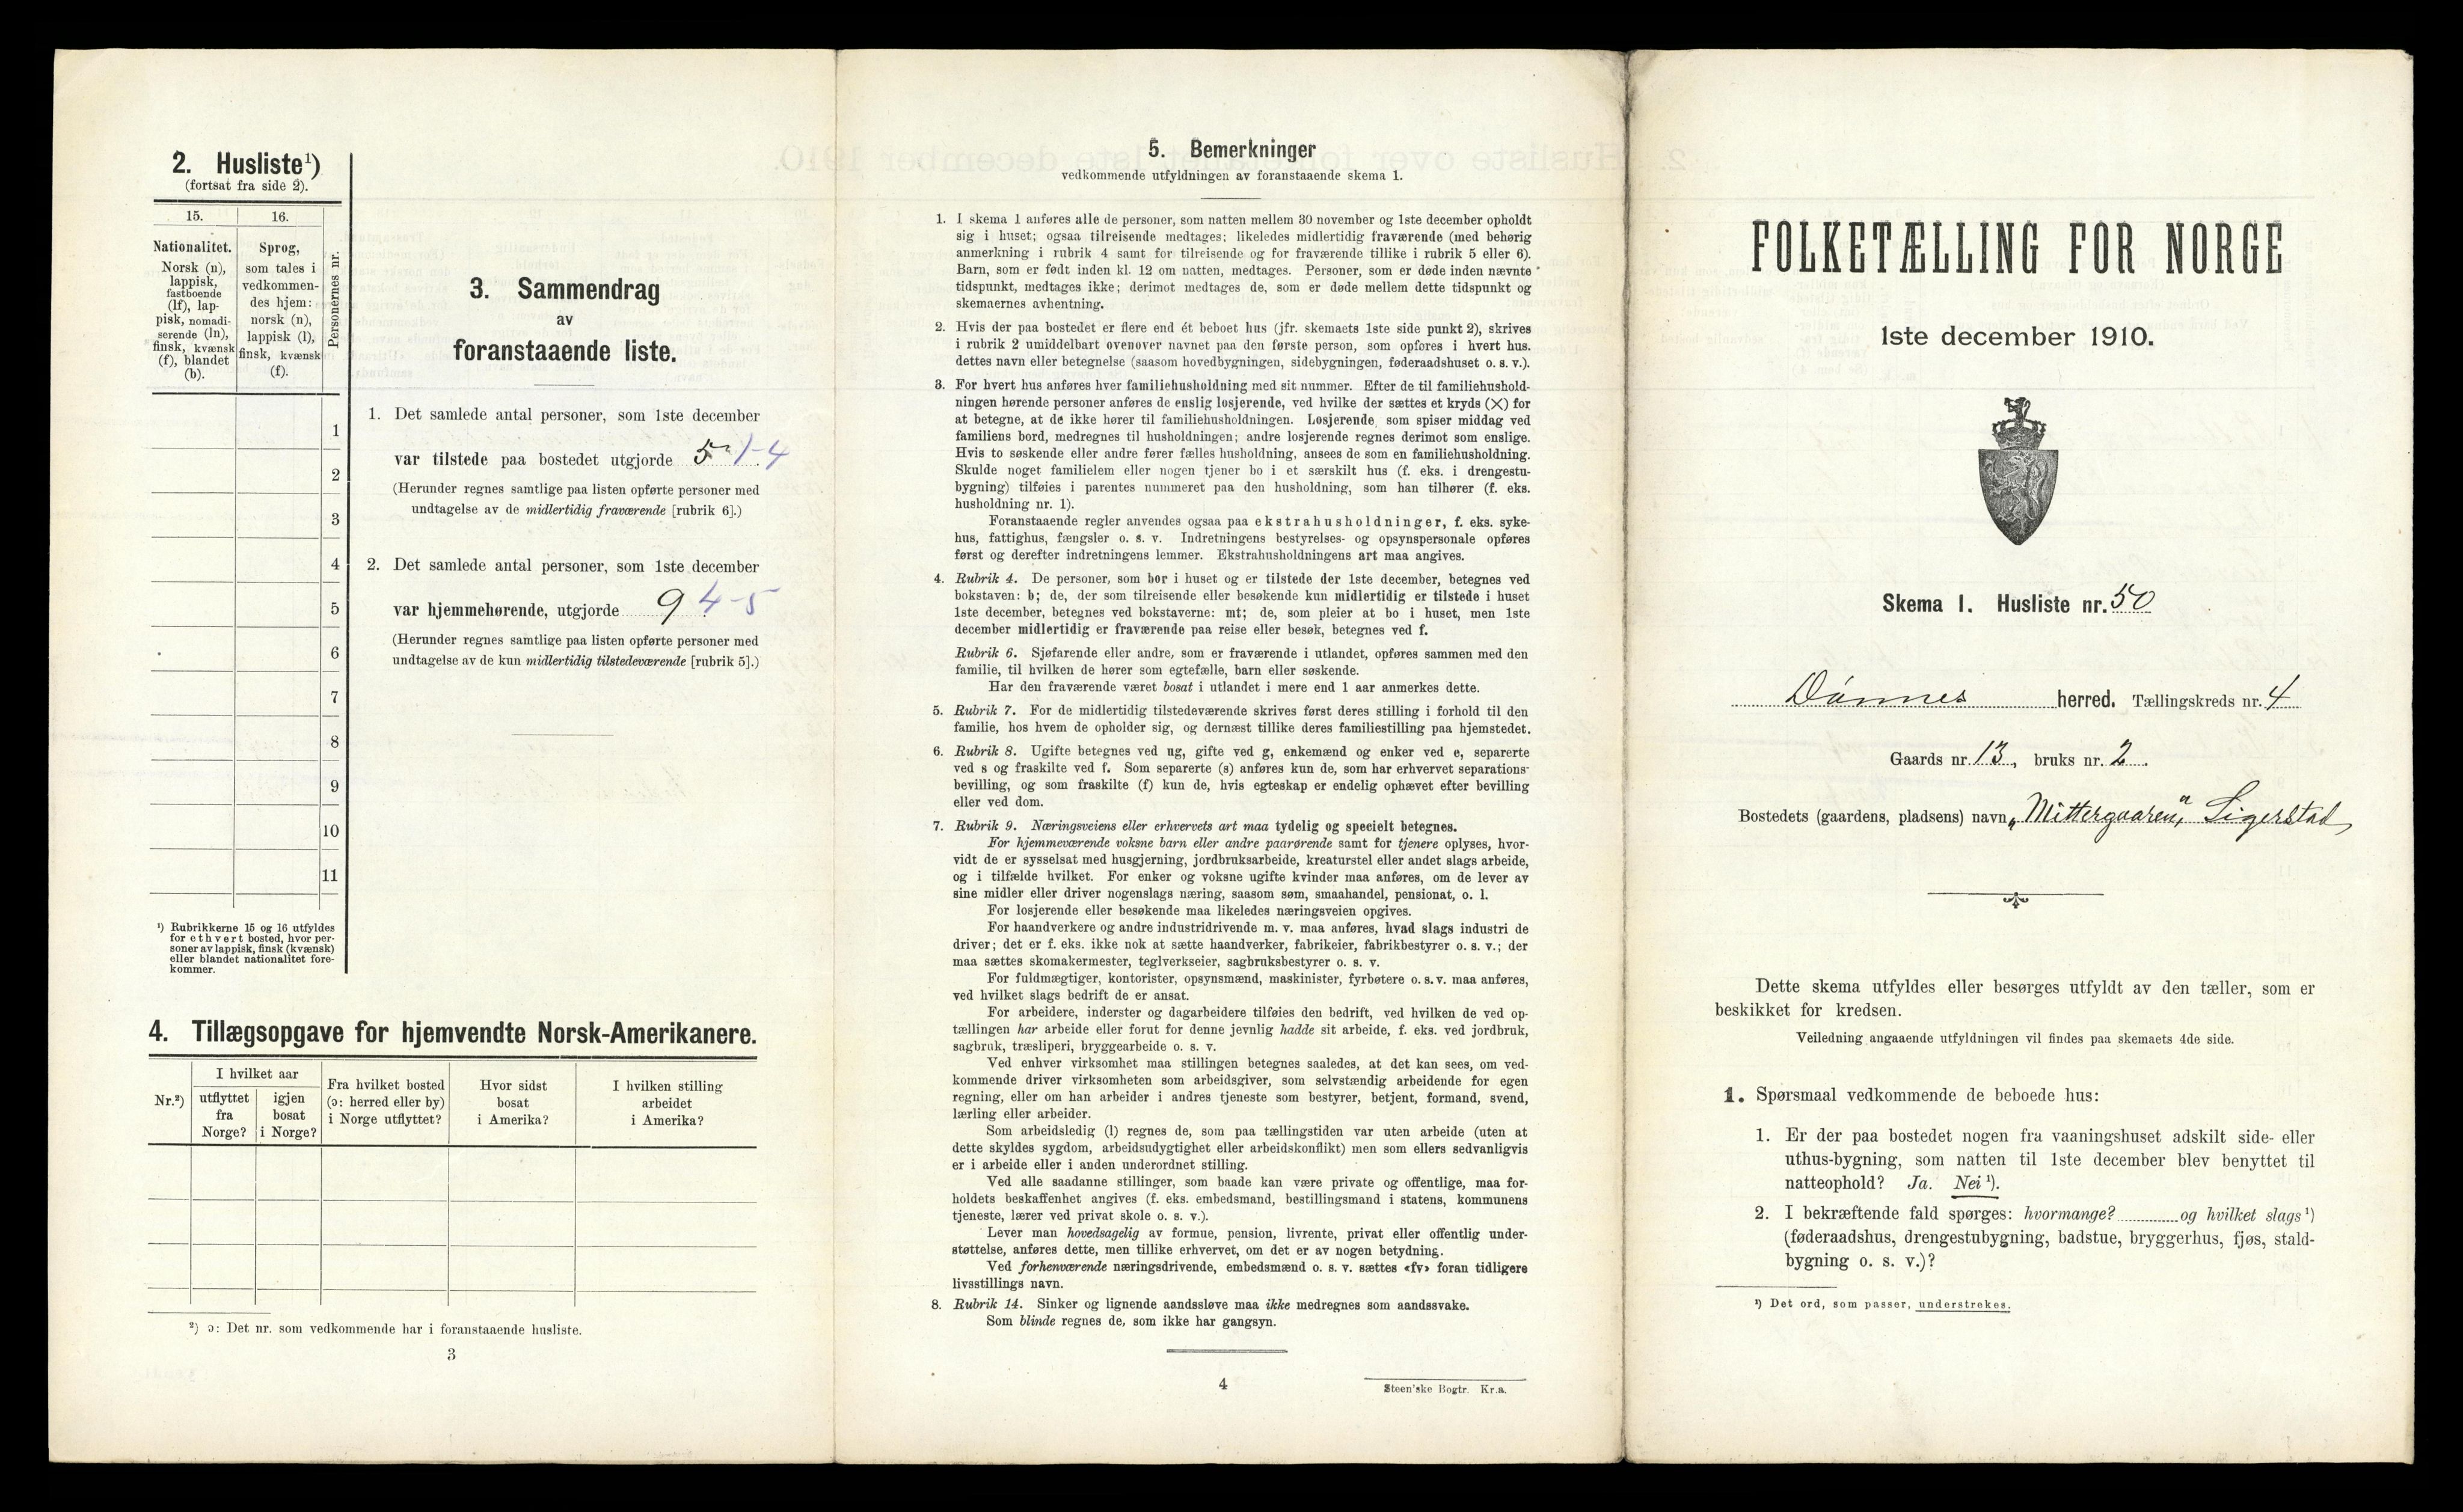 2. Husliste¹)
(fortsat fra side 2).
15.
16.
Nationalitet.
Norsk (n),
lappisk,
fastboende
(lf), lap-
pisk, nomadi-
serende (ln),
finsk, kvænsk
(f), blandet
(b).
Sprog,
som tales i
vedkommen-
des hjem:
norsk (n),
lappisk (l),
finsk, kvænsk
(f).
Personernes nr.
1
2
3
4
5
6
7
8
9
10
11
¹) Rubrikkerne 15 og 16 utfyldes
for ethvert bosted, hvor per-
soner av lappisk, finsk (kvænsk)
eller blandet nationalitet fore-
kommer.
3. Sammendrag
av
foranstaaende liste.
1. Det samlede antal personer, som 1ste december
var tilstede paa bostedet utgjorde 5 1-4
(Herunder regnes samtlige paa listen opførte personer med
undtagelse av de midlertidig fraværende [rubrik 6].)
2. Det samlede antal personer, som 1ste december
var hjemmehørende, utgjorde 9 4-5
(Herunder regnes samtlige paa listen opførte personer med
undtagelse av de kun midlertidig tilstedeværende [rubrik 5].)
4. Tillægsopgave for hjemvendte Norsk-Amerikanere.
Nr.²)
I hvilket aar
utflyttet
fra
Norge?
igjen
bosat
i Norge?
Fra hvilket bosted
(ɔ: herred eller by)
i Norge utflyttet?
Hvor sidst
bosat
i Amerika?
I hvilken stilling
arbeidet
i Amerika?
²) ɔ: Det nr. som vedkommende har i foranstaaende husliste.
3
5. Bemerkninger
vedkommende utfyldningen av foranstaaende skema 1.
1. I skema 1 anføres alle de personer, som natten mellem 30 november og 1ste december opholdt
sig i huset; ogsaa tilreisende medtages; likeledes midlertidig fraværende (med behørig
anmerkning i rubrik 4 samt for tilreisende og for fraværende tillike i rubrik 5 eller 6).
Barn, som er født inden kl. 12 om natten, medtages. Personer, som er døde inden nævnte
tidspunkt, medtages ikke; derimot medtages de, som er døde mellem dette tidspunkt og
skemaernes avhentning.
2. Hvis der paa bostedet er flere end ét beboet hus (jfr. skemaets 1ste side punkt 2), skrives
i rubrik 2 umiddelbart ovenover navnet paa den første person, som opføres i hvert hus.
dettes navn eller betegnelse (saasom hovedbygningen, sidebygningen, føderaadshuset o. s. v.).
3. For hvert hus anføres hver familiehusholdning med sit nummer. Efter de til familiehushold-
ningen hørende personer anføres de enslig losjerende, ved hvilke der sættes et kryds (×) for
at betegne, at de ikke hører til familiehusholdningen. Losjerende som spiser middag ved
familiens bord, medregnes til husholdningen; andre losjerende regnes derimot som enslige.
Hvis to søskende eller andre fører fælles husholdning, ansees de som en familiehusholdning.
Skulde noget familielem eller nogen tjener bo i et særskilt hus (f. eks. i drengestu-
bygning) tilføies i parentes nummeret paa den husholdning, som han tilhører (f. eks.
husholdning nr. 1).
Foranstaaende regler anvendes ogsaa paa ekstrahusholdninger, f. eks. syke-
hus, fattighus, fængsler o. s. v. Indretningens bestyrelses- og opsynspersonale opføres
først og derefter indretningens lemmer. Ekstrahusholdningens art maa angives.
4. Rubrik 4. De personer, som bor i huset og er tilstede der 1ste december, betegnes ved
bokstaven: b; de, der som tilreisende eller besøkende kun midlertidig er tilstede i huset
1ste december, betegnes ved bokstaverne: mt; de, som pleier at bo i huset, men 1ste
december midlertidig er fraværende paa reise eller besøk, betegnes ved f.
Rubrik 6. Sjøfarende eller andre, som er fraværende i utlandet, opføres sammen med den
familie, til hvilken de hører som egtefælle, barn eller søskende.
Har den fraværende været bosat i utlandet i mere end 1 aar anmerkes dette.
5. Rubrik 7. For de midlertidig tilstedeværende skrives først deres stilling i forhold til den
familie, hos hvem de opholder sig, og dernæst tillike deres familiestilling paa hjemstedet.
6. Rubrik 8. Ugifte betegnes ved ug, gifte ved g, enkemænd og enker ved e, separerte
ved s og fraskilte ved f. Som separerte (s) anføres kun de, som har erhvervet separations-
bevilling, og som fraskilte (f) kun de, hvis egteskap er endelig ophævet efter bevilling
eller ved dom.
7. Rubrik 9. Næringsveiens eller erhvervets art maa tydelig og specielt betegnes.
For hjemmeværende voksne barn eller andre paarørende samt for tjenere oplyses, hvor-
vidt de er sysselsat med husgjerning, jordbruksarbeide, kreaturstel eller andet slags arbeide,
og i tilfælde hvilket. For enker og voksne ugifte kvinder maa anføres, om de lever av
sine midler eller driver nogenslags næring, saasom søm, smaahandel, pensionat, o. l.
For losjerende eller besøkende maa likeledes næringsveien opgives.
For haandverkere og andre industridrivende m. v. maa anføres, hvad slags industri de
driver; det er f. eks. ikke nok at sætte haandverker, fabrikeier, fabrikbestyrer o. s. v.; der
maa sættes skomakermester, teglverkseier, sagbruksbestyrer o. s. v.
For fuldmægtiger, kontorister, opsynsmænd, maskinister, fyrbøtere o. s. v. maa anføres,
ved hvilket slags bedrift de er ansat.
For arbeidere, inderster og dagarbeidere tilføies den bedrift, ved hvilken de ved op-
tællingen har arbeide eller forut for denne jevnlig hadde sit arbeide, f. eks. ved jordbruk,
sagbruk, træsliperi, bryggearbeide o. s. v.
Ved enhver virksomhet maa stillingen betegnes saaledes, at det kan sees, om ved-
kommende driver virksomheten som arbeidsgiver, som selvstændig arbeidende for egen
regning, eller om han arbeider i andres tjeneste som bestyrer, betjent, formand, svend,
lærling eller arbeider.
Som arbeidsledig (l) regnes de, som paa tællingstiden var uten arbeide (uten at
dette skyldes sygdom, arbeidsudygtighet eller arbeidskonflikt) men som ellers sedvanligvis
er i arbeide eller i anden underordnet stilling.
Ved alle saadanne stillinger, som baade kan være private og offentlige, maa for-
holdets beskaffenhet angives (f. eks. embedsmand, bestillingsmand i statens, kommunens
tjeneste, lærer ved privat skole o. s. v.).
Lever man hovedsagelig av formue, pension, livrente, privat eller offentlig under-
støttelse, anføres dette, men tillike erhvervet, om det er av nogen betydning.
Ved forhenværende næringsdrivende, embedsmænd o. s. v. sættes «fv» foran tidligere
livsstillings navn.
8. Rubrik 14. Sinker og lignende aandssløve maa ikke medregnes som aandssvake.
Som blinde regnes de, som ikke har gangsyn.
4
Steen'ske Bogtr. Kr.a.
FOLKETÆLLING FOR NORGE
1ste december 1910.
Skema 1. Husliste nr. 50
Dønnes herred. Tællingskreds nr. 4
Gaards nr. 13, bruks nr. 2.
Bostedets (gaardens, pladsens) navn „Mittergaaren" Sigerstad
Dette skema utfyldes eller besørges utfyldt av den tæller, som er
beskikket for kredsen.
Veiledning angaaende utfyldningen vil findes paa skemaets 4de side.
1. Spørsmaal vedkommende de beboede hus:
1. Er der paa bostedet nogen fra vaaningshuset adskilt side- eller
uthus-bygning, som natten til 1ste december blev benyttet til
natteophold? Ja. Nei ¹).
2. I bekræftende fald spørges: hvormange? og hvilket slags ¹)
(føderaadshus, drengestubygning, badstue, bryggerhus, fjøs, stald-
bygning o. s. v.)?
¹) Det ord, som passer, understrekes.